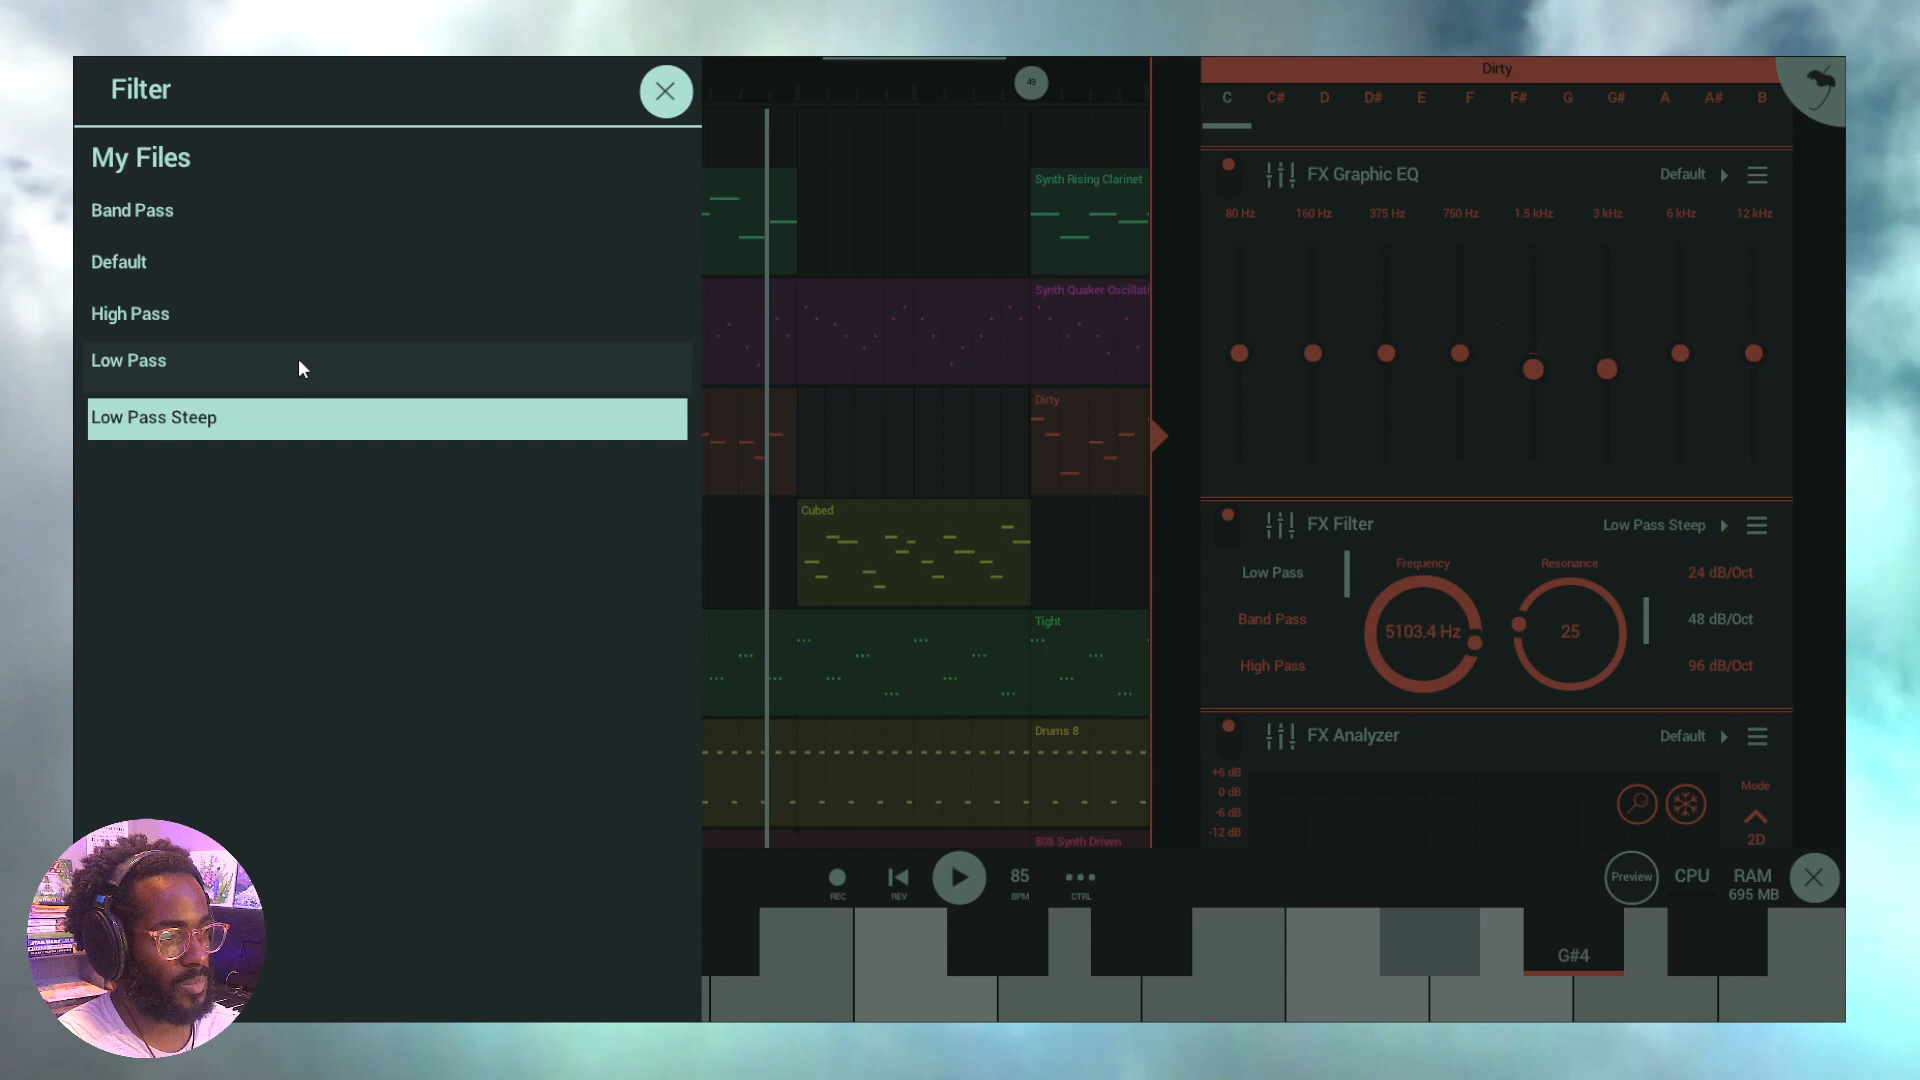 Filter
My Files
Band Pass
Default
High Pass
Low Pass
Low Pass Steep
49
Synth Rising Clarinet
Synth Quaker Oscillati
Dirty
Cubed
Tight
Drums 8
808 Synth Driven
Dirty
C C# D D# E F F# G G# A A# B
FX Graphic EQ Default
80 Hz 160 Hz 375 Hz 750 Hz 1.5 kHz 3 kHz 6 kHz 12 kHz
FX Filter Low Pass Steep
Frequency Resonance
Low Pass 24 dB/Oct
Band Pass 5103.4 Hz 25 48 dB/Oct
High Pass 96 dB/Oct
FX Analyzer Default
+6 dB
0 dB
-6 dB
-12 dB
Mode
2D
REC REV 85 BPM CTRL
Preview CPU RAM
695 MB
G#4